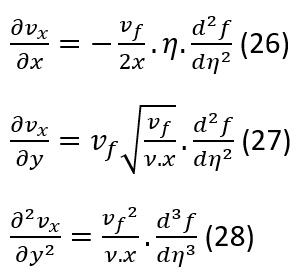 ∂v_x/∂x = − v_f/2x . η. d²f/dη² (26)
∂v_x/∂y = v_f √(v_f/ν.x) . d²f/dη² (27)
∂²v_x/∂y² = v_f²/ν.x . d³f/dη³ (28)